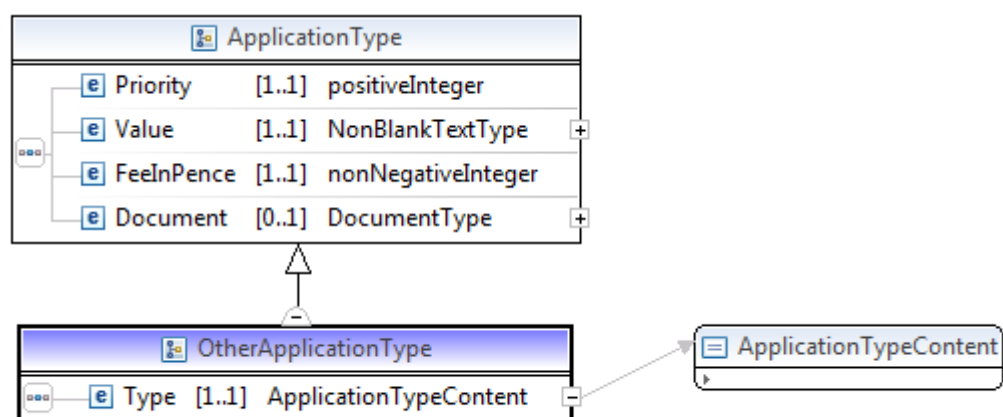 ApplicationType
e Priority [1..1] positiveInteger
e Value [1..1] NonBlankTextType
e FeeInPence [1..1] nonNegativeInteger
e Document [0..1] DocumentType
OtherApplicationType
e Type [1..1] ApplicationTypeContent
ApplicationTypeContent